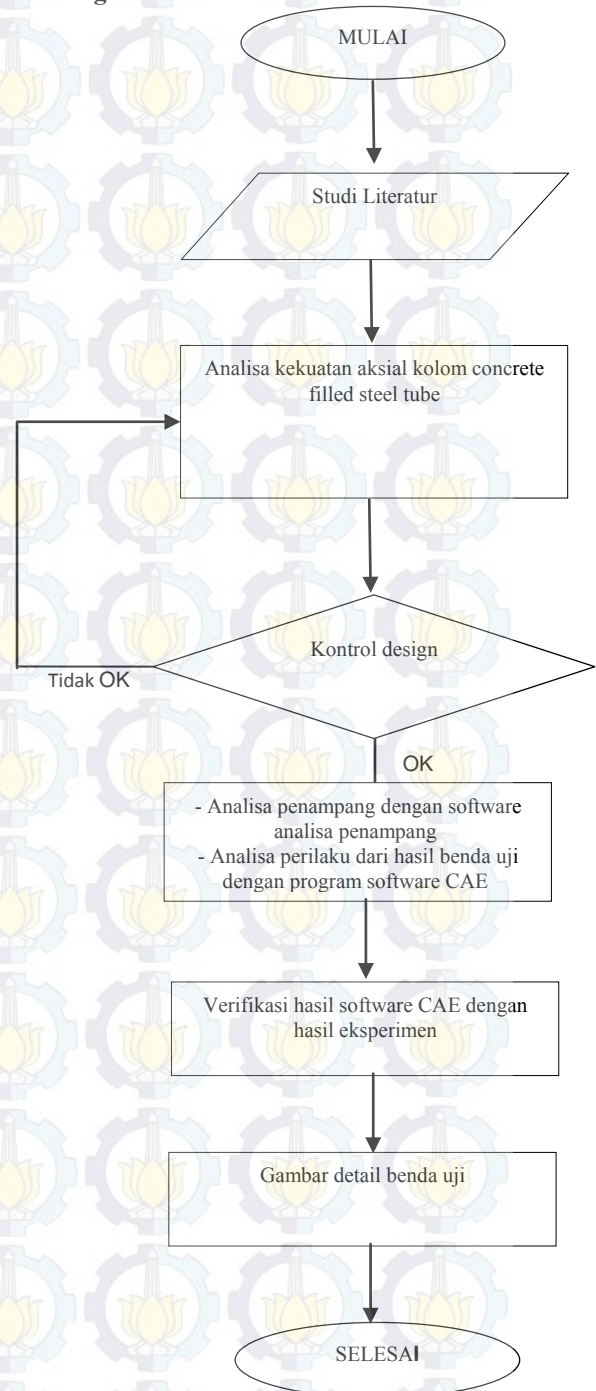 MULAI
Studi Literatur
Analisa kekuatan aksial kolom concrete
filled steel tube
Kontrol design
Tidak OK
OK
- Analisa penampang dengan software
analisa penampang
- Analisa perilaku dari hasil benda uji
dengan program software CAE
Verifikasi hasil software CAE dengan
hasil eksperimen
Gambar detail benda uji
SELESAI